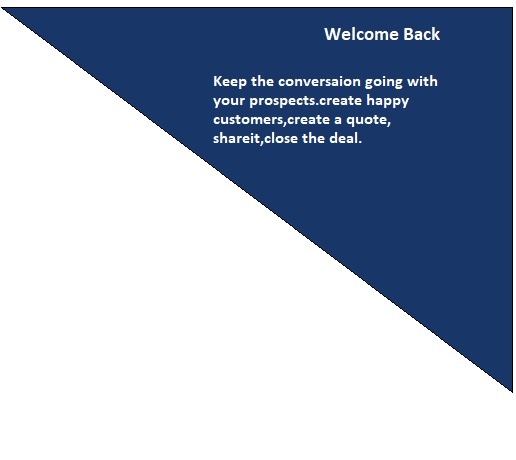 Welcome Back
Keep the conversaion going with
your prospects.create happy
customers,create a quote,
shareit,close the deal.